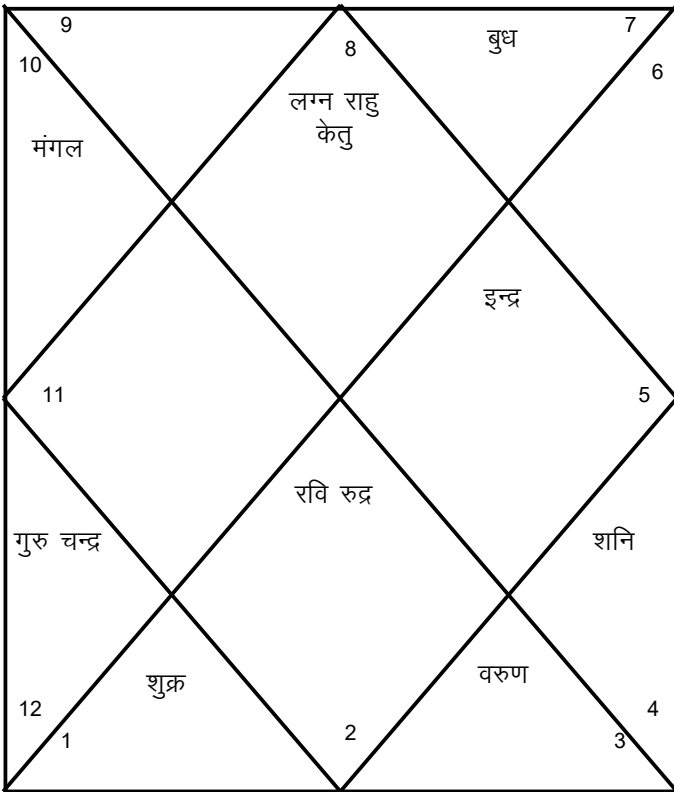 9
8
बुध
7
10
6
लग्न राहु
केतु
मंगल
इन्द्र
11
5
रवि रुद्र
गुरु चन्द्र
शनि
शुक्र
वरुण
12
4
1
2
3